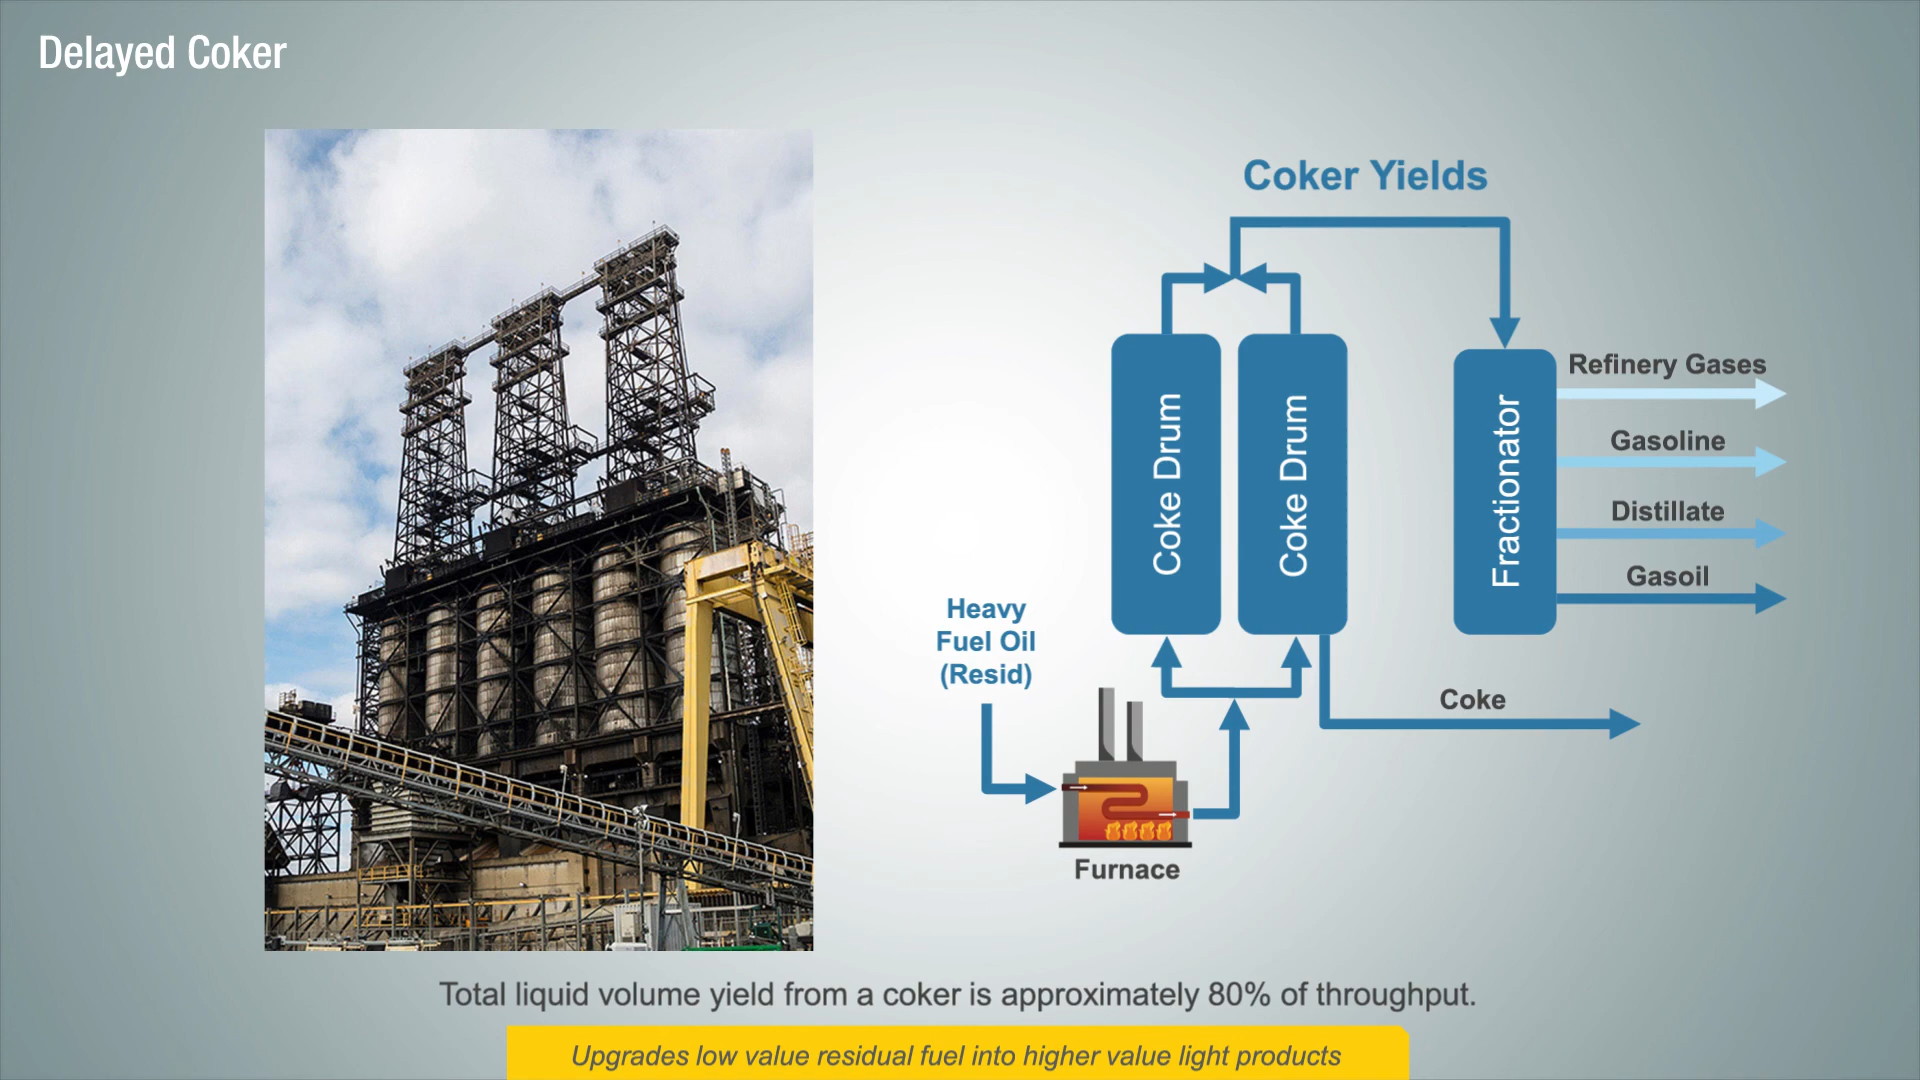 Delayed Coker
Coker Yields
Coke Drum
Coke Drum
Fractionator
Refinery Gases
Gasoline
Distillate
Gasoil
Heavy
Fuel Oil
(Resid)
Coke
Furnace
Total liquid volume yield from a coker is approximately 80% of throughput.
Upgrades low value residual fuel into higher value light products